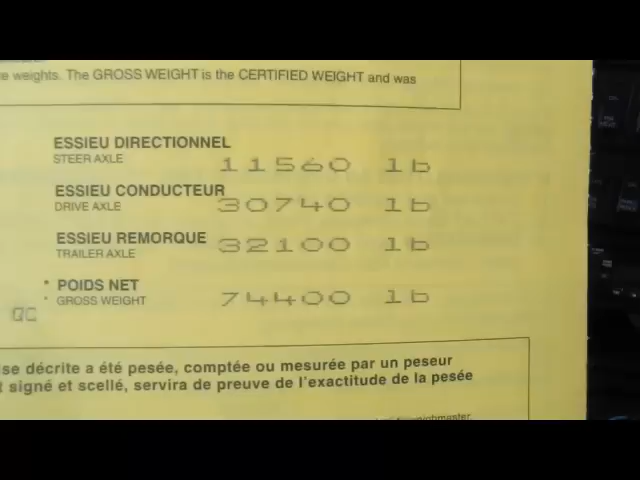 e weights. The GROSS WEIGHT is the CERTIFIED WEIGHT and was
ESSIEU DIRECTIONNEL
STEER AXLE
11560 lb
ESSIEU CONDUCTEUR
DRIVE AXLE
30740 lb
ESSIEU REMORQUE
TRAILER AXLE
32100 lb
* POIDS NET
* GROSS WEIGHT
74400 lb
QC
se décrite a été pesée, comptée ou mesurée par un peseur
t signé et scellé, servira de preuve de l'exactitude de la pesée